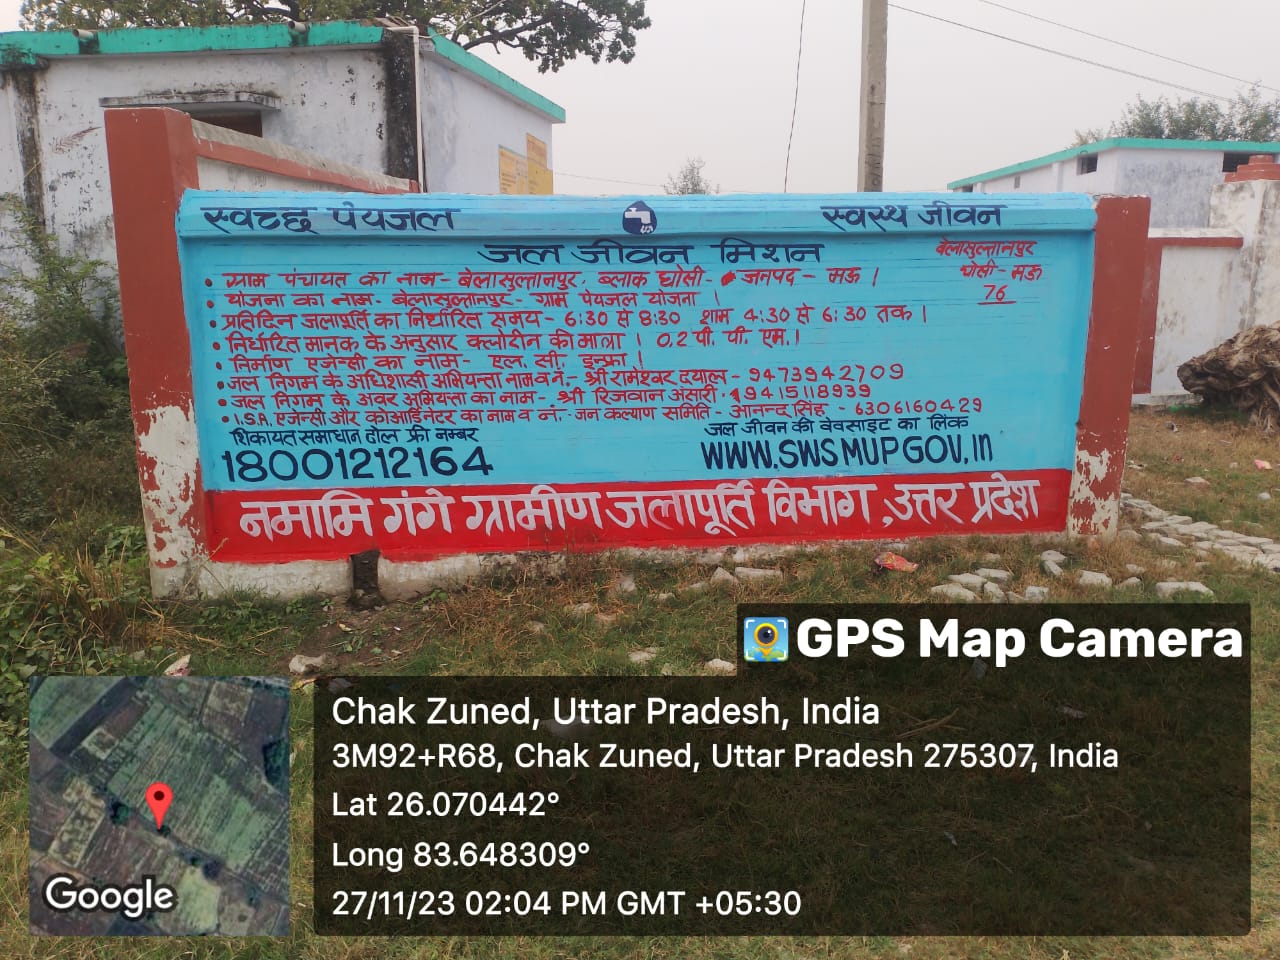 स्वच्छ पेयजल
स्वस्थ जीवन
जल जीवन मिशन
बेलासुल्तानपुर
घोसी - मऊ
76
• ग्राम पंचायत का नाम - बेलासुल्तानपुर, ब्लाक घोसी - जनपद - मऊ ।
• योजना का नाम - बेलासुल्तानपुर - ग्राम पेयजल योजना ।
• प्रतिदिन जलापूर्ति का निर्धारित समय - 6:30 से 8:30 शाम 4:30 से 6:30 तक ।
• निर्धारित मानक के अनुसार क्लोरीन की मात्रा । 0.2 पी. पी. एम. ।
• निर्माण एजेन्सी का नाम - एल. सी. इन्फ्रा ।
• जल निगम के अधिशासी अभियन्ता नाम व नं. - श्री रामेश्वर दयाल - 9473942709
• जल निगम के अवर अभियन्ता का नाम - श्री रिजवान अंसारी - 9415118939
• I.S.A. एजेन्सी और कोआर्डिनेटर का नाम व नं. - जन कल्याण समिति - आनन्द सिंह - 6306160429
शिकायत समाधान टोल फ्री नम्बर
जल जीवन की वेवसाइट का लिंक
18001212164
WWW.SWSMUPGOV.in
नमामि गंगे ग्रामीण जलापूर्ति विभाग, उत्तर प्रदेश
GPS Map Camera
Chak Zuned, Uttar Pradesh, India
3M92+R68, Chak Zuned, Uttar Pradesh 275307, India
Lat 26.070442°
Long 83.648309°
27/11/23 02:04 PM GMT +05:30
Google